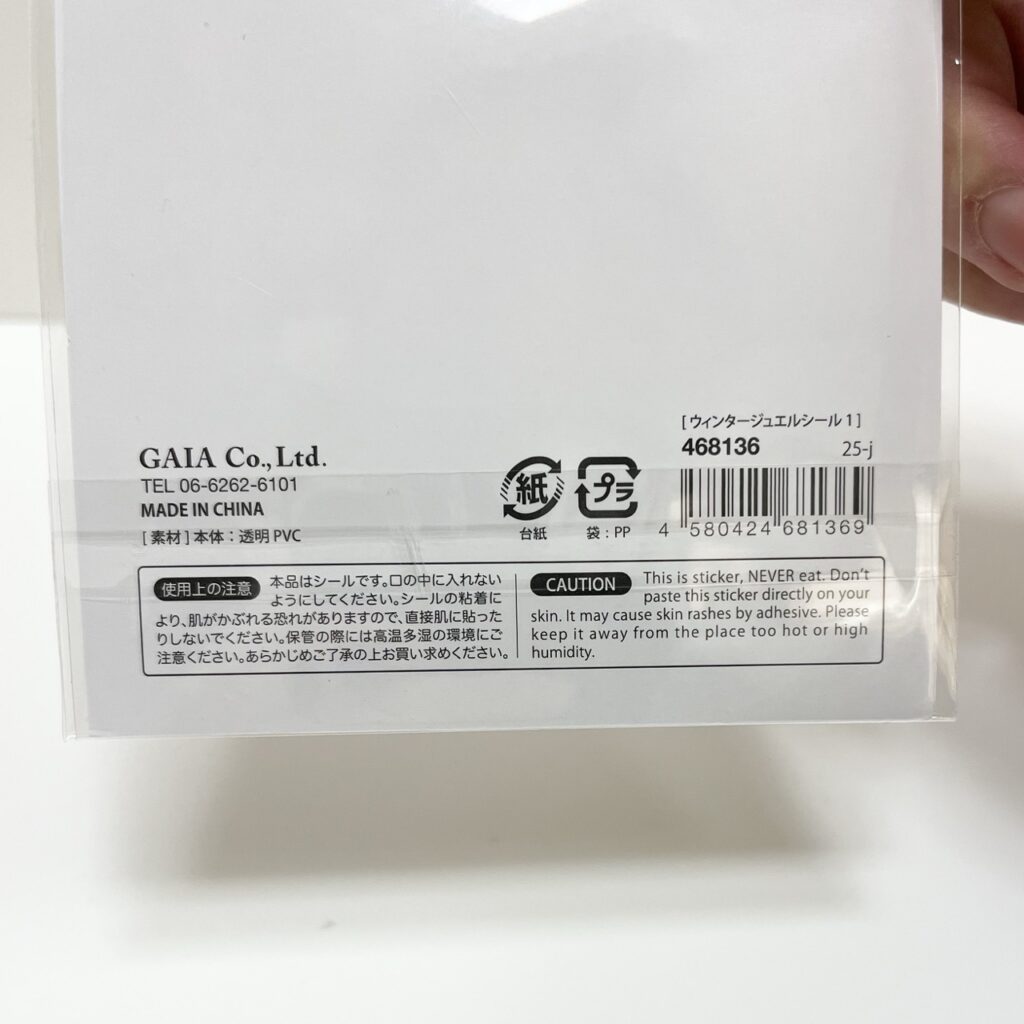 [ウィンタージュエルシール1]
468136 25-j
GAIA Co., Ltd.
TEL 06-6262-6101
MADE IN CHINA
[素材]本体：透明PVC
紙
台紙
プラ
袋：PP
4 580424 681369
使用上の注意 本品はシールです。口の中に入れない
ようにしてください。シールの粘着に
より、肌がかぶれる恐れがありますので、直接肌に貼った
りしないでください。保管の際には高温多湿の環境にご
注意ください。あらかじめご了承の上お買い求めください。
CAUTION This is sticker, NEVER eat. Don't
paste this sticker directly on your
skin. It may cause skin rashes by adhesive. Please
keep it away from the place too hot or high
humidity.